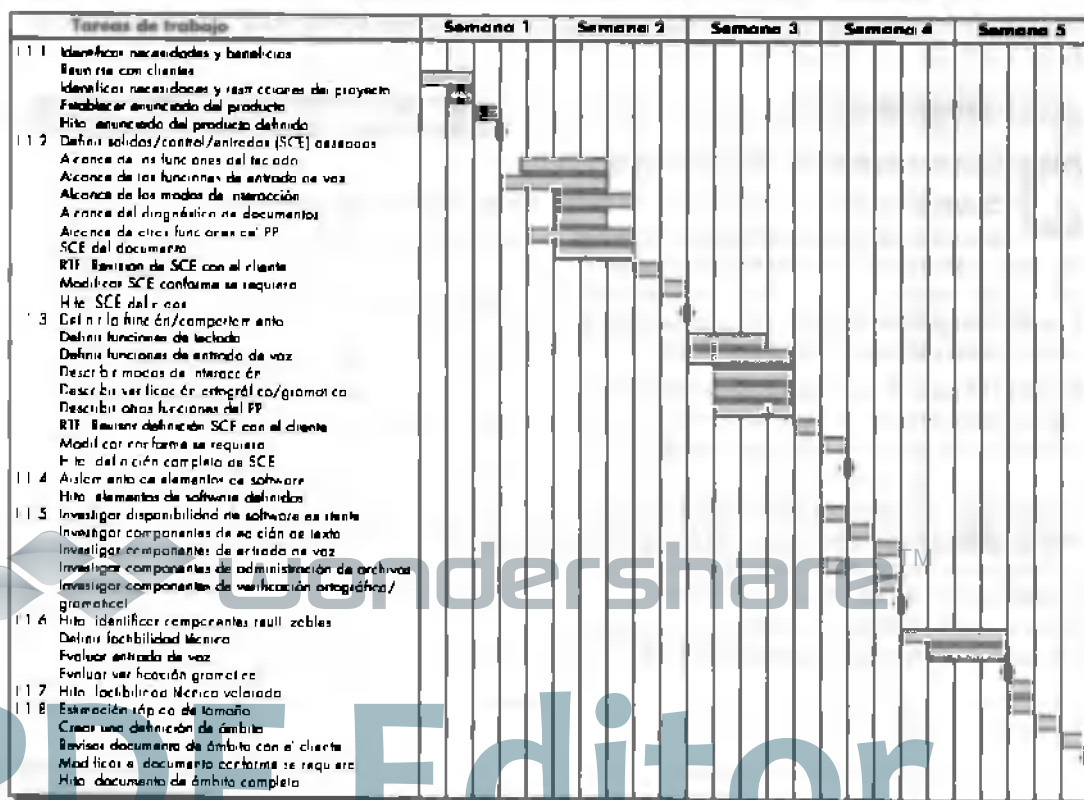 Tareas de trabajo
Semana 1 Semana 2 Semana 3 Semana 4 Semana 5
I.1.1 Identificar necesidades y beneficios
Reunirse con clientes
Identificar necesidades y restricciones del proyecto
Establecer enunciado del producto
Hito: enunciado del producto definido
I.1.2 Definir salidas/control/entradas (SCE) deseadas
Alcance de las funciones del teclado
Alcance de las funciones de entrada de voz
Alcance de los modos de interacción
Alcance del diagnóstico de documentos
Alcance de otras funciones del PP
SCE del documento
RTF: Revisión de SCE con el cliente
Modificar SCE conforme se requiera
Hito: SCE definidos
1.3 Definir la función/comportamiento
Definir funciones de teclado
Definir funciones de entrada de voz
Describir modos de interacción
Describir verificación ortográfica/gramatica
Describir otras funciones del PP
RTF: Revisar definición SCE con el cliente
Modificar conforme se requiera
Hito: definición completa de SCE
I.1.4 Aislamiento de elementos de software
Hito: elementos de software definidos
I.1.5 Investigar disponibilidad de software existente
Investigar componentes de edición de texto
Investigar componentes de entrada de voz
Investigar componentes de administración de archivos
Investigar componentes de verificación ortográfica/
gramatical
I.1.6 Hito: identificar componentes reutilizables
Definir factibilidad técnica
Evaluar entrada de voz
Evaluar verificación gramatical
I.1.7 Hito: factibilidad técnica valorada
I.1.8 Estimación rápida de tamaño
Crear una definición de ámbito
Revisar documento de ámbito con el cliente
Modificar el documento conforme se requiera
Hito: documento de ámbito completo
wondershare™
PDF Editor